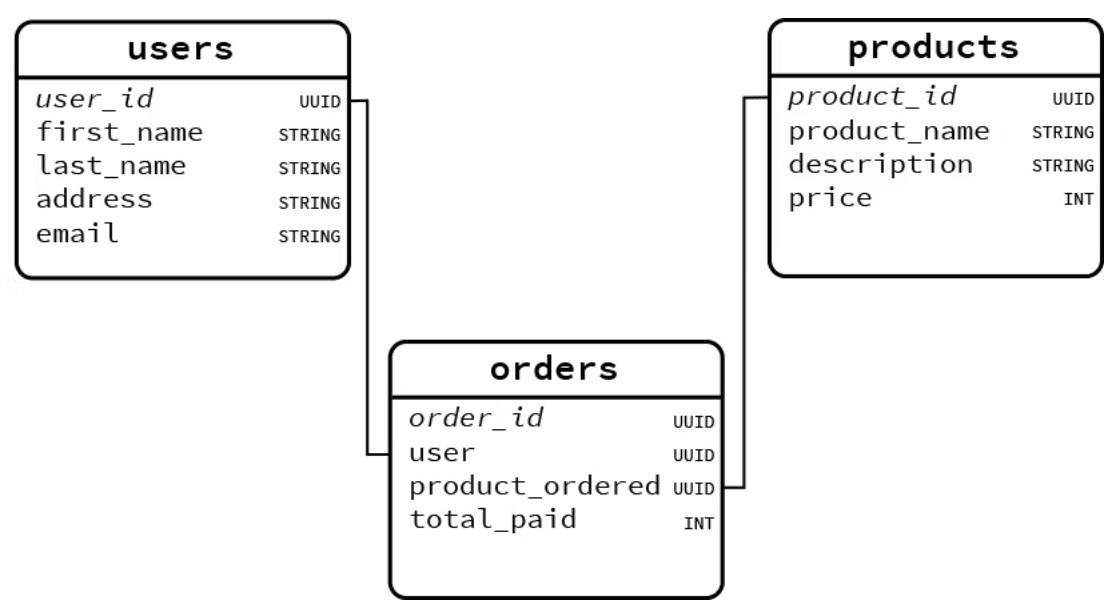 users
user_id UUID
first_name STRING
last_name STRING
address STRING
email STRING
products
product_id UUID
product_name STRING
description STRING
price INT
orders
order_id UUID
user UUID
product_ordered UUID
total_paid INT